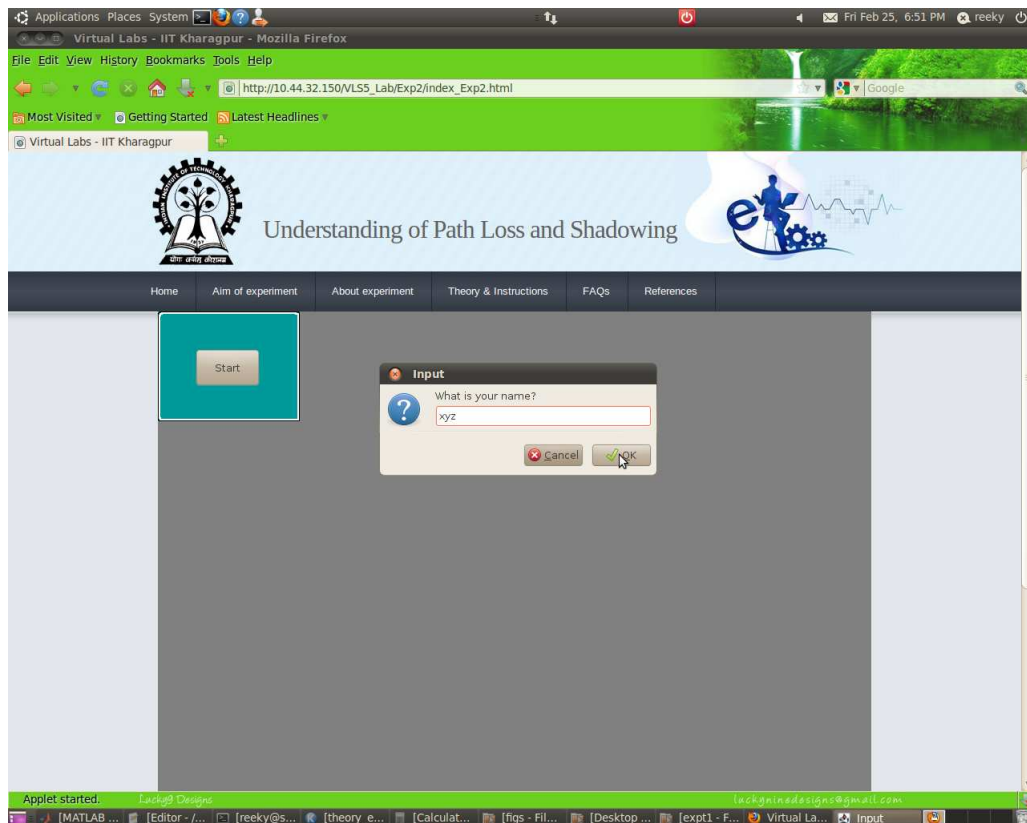 Applications Places System Fri Feb 25, 6:51 PM reeky
Virtual Labs - IIT Kharagpur - Mozilla Firefox
File Edit View History Bookmarks Tools Help
http://10.44.32.150/VLS5_Lab/Exp2/index_Exp2.html Google
Most Visited Getting Started Latest Headlines
Virtual Labs - IIT Kharagpur
Understanding of Path Loss and Shadowing
Home Aim of experiment About experiment Theory & Instructions FAQs References
Start
Input
What is your name?
xyz
Cancel OK
Applet started. Lucky9 Designs luckyninedesigns@gmail.com
[MATLAB ... [Editor - /... [reeky@s... [theory_e... [Calculat... [figs - Fil... [Desktop ... [expt1 - F... Virtual La... Input